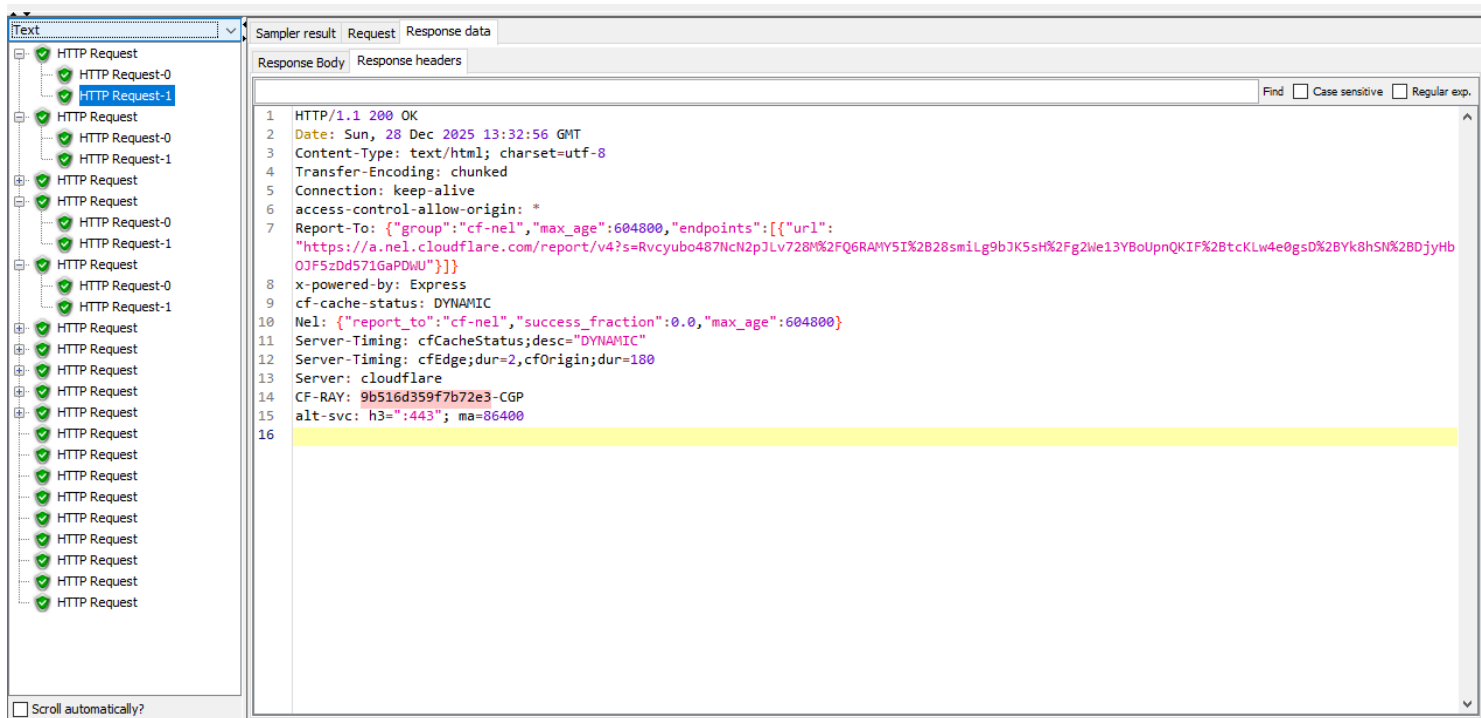 Text
HTTP Request
HTTP Request-0
HTTP Request-1
HTTP Request
HTTP Request-0
HTTP Request-1
HTTP Request
HTTP Request
HTTP Request-0
HTTP Request-1
HTTP Request
HTTP Request-0
HTTP Request-1
HTTP Request
HTTP Request
HTTP Request
HTTP Request
HTTP Request
HTTP Request
HTTP Request
HTTP Request
HTTP Request
HTTP Request
HTTP Request
HTTP Request
HTTP Request
HTTP Request
Scroll automatically?
Sampler result Request Response data
Response Body Response headers
Find Case sensitive Regular exp.
1 HTTP/1.1 200 OK
2 Date: Sun, 28 Dec 2025 13:32:56 GMT
3 Content-Type: text/html; charset=utf-8
4 Transfer-Encoding: chunked
5 Connection: keep-alive
6 access-control-allow-origin: *
7 Report-To: {"group":"cf-nel","max_age":604800,"endpoints":[{"url":
"https://a.nel.cloudflare.com/report/v4?s=Rvcyubo487NcN2pJLv728M%2FQ6RAMY5I%2B28smiLg9bJK5sH%2Fg2We13YBoUpnQKIF%2BtcKLw4e0gsD%2BYk8hSN%2BDjyHb
OJF5zDd571GaPDWU"}]}
8 x-powered-by: Express
9 cf-cache-status: DYNAMIC
10 Nel: {"report_to":"cf-nel","success_fraction":0.0,"max_age":604800}
11 Server-Timing: cfCacheStatus;desc="DYNAMIC"
12 Server-Timing: cfEdge;dur=2,cfOrigin;dur=180
13 Server: cloudflare
14 CF-RAY: 9b516d359f7b72e3-CGP
15 alt-svc: h3=":443"; ma=86400
16